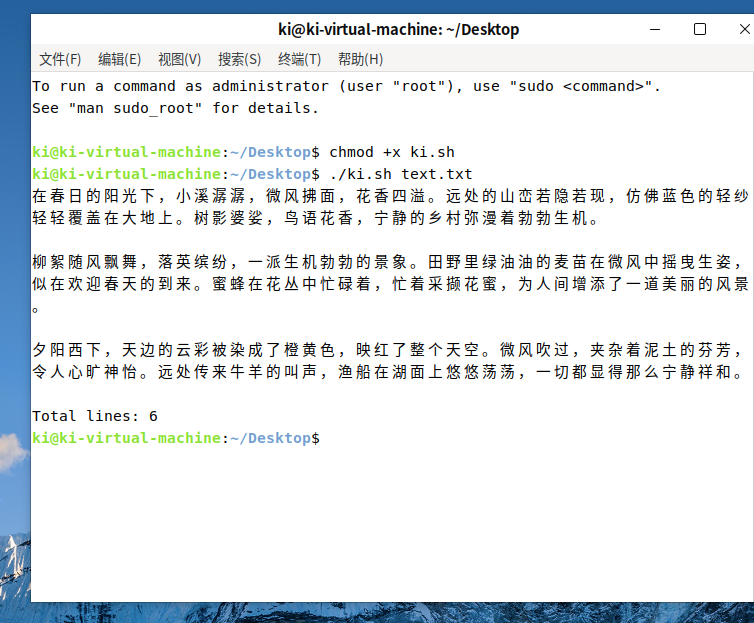 ki@ki-virtual-machine: ~/Desktop
文件(F) 编辑(E) 视图(V) 搜索(S) 终端(T) 帮助(H)
To run a command as administrator (user "root"), use "sudo <command>".
See "man sudo_root" for details.
ki@ki-virtual-machine:~/Desktop$ chmod +x ki.sh
ki@ki-virtual-machine:~/Desktop$ ./ki.sh text.txt
在春日的阳光下，小溪潺潺，微风拂面，花香四溢。远处的山峦若隐若现，仿佛蓝色的轻纱
轻轻覆盖在大地上。树影婆娑，鸟语花香，宁静的乡村弥漫着勃勃生机。
柳絮随风飘舞，落英缤纷，一派生机勃勃的景象。田野里绿油油的麦苗在微风中摇曳生姿，
似在欢迎春天的到来。蜜蜂在花丛中忙碌着，忙着采撷花蜜，为人间增添了一道美丽的风景
。
夕阳西下，天边的云彩被染成了橙黄色，映红了整个天空。微风吹过，夹杂着泥土的芬芳，
令人心旷神怡。远处传来牛羊的叫声，渔船在湖面上悠悠荡荡，一切都显得那么宁静祥和。
Total lines: 6
ki@ki-virtual-machine:~/Desktop$